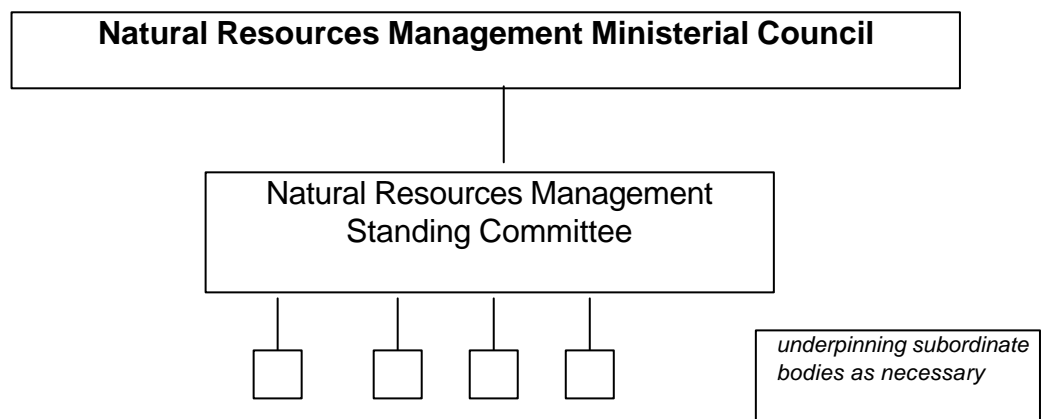 Natural Resources Management Ministerial Council
Natural Resources Management
Standing Committee
underpinning subordinate
bodies as necessary